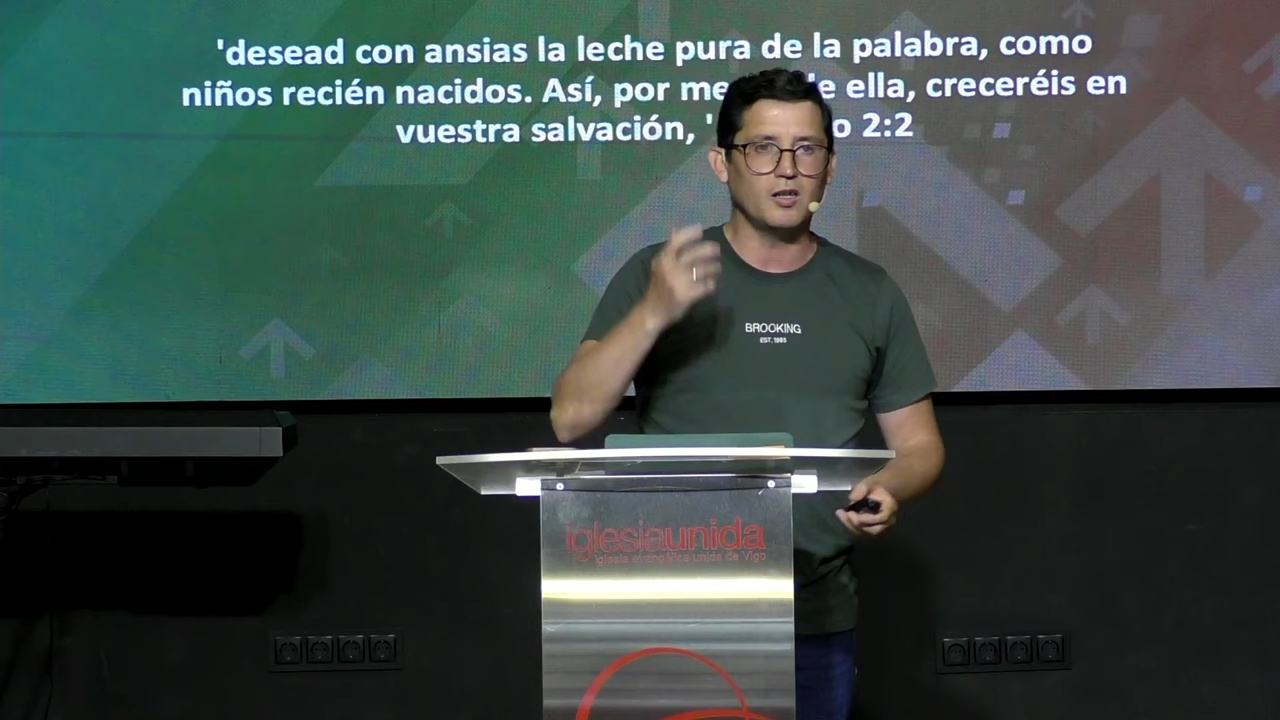 'desead con ansias la leche pura de la palabra, como
niños recién nacidos. Así, por me e ella, creceréis en
vuestra salvación, ' o 2:2
BROOKING
EST. 1985
iglesiaunida
iglesia evangélica unida de Vigo